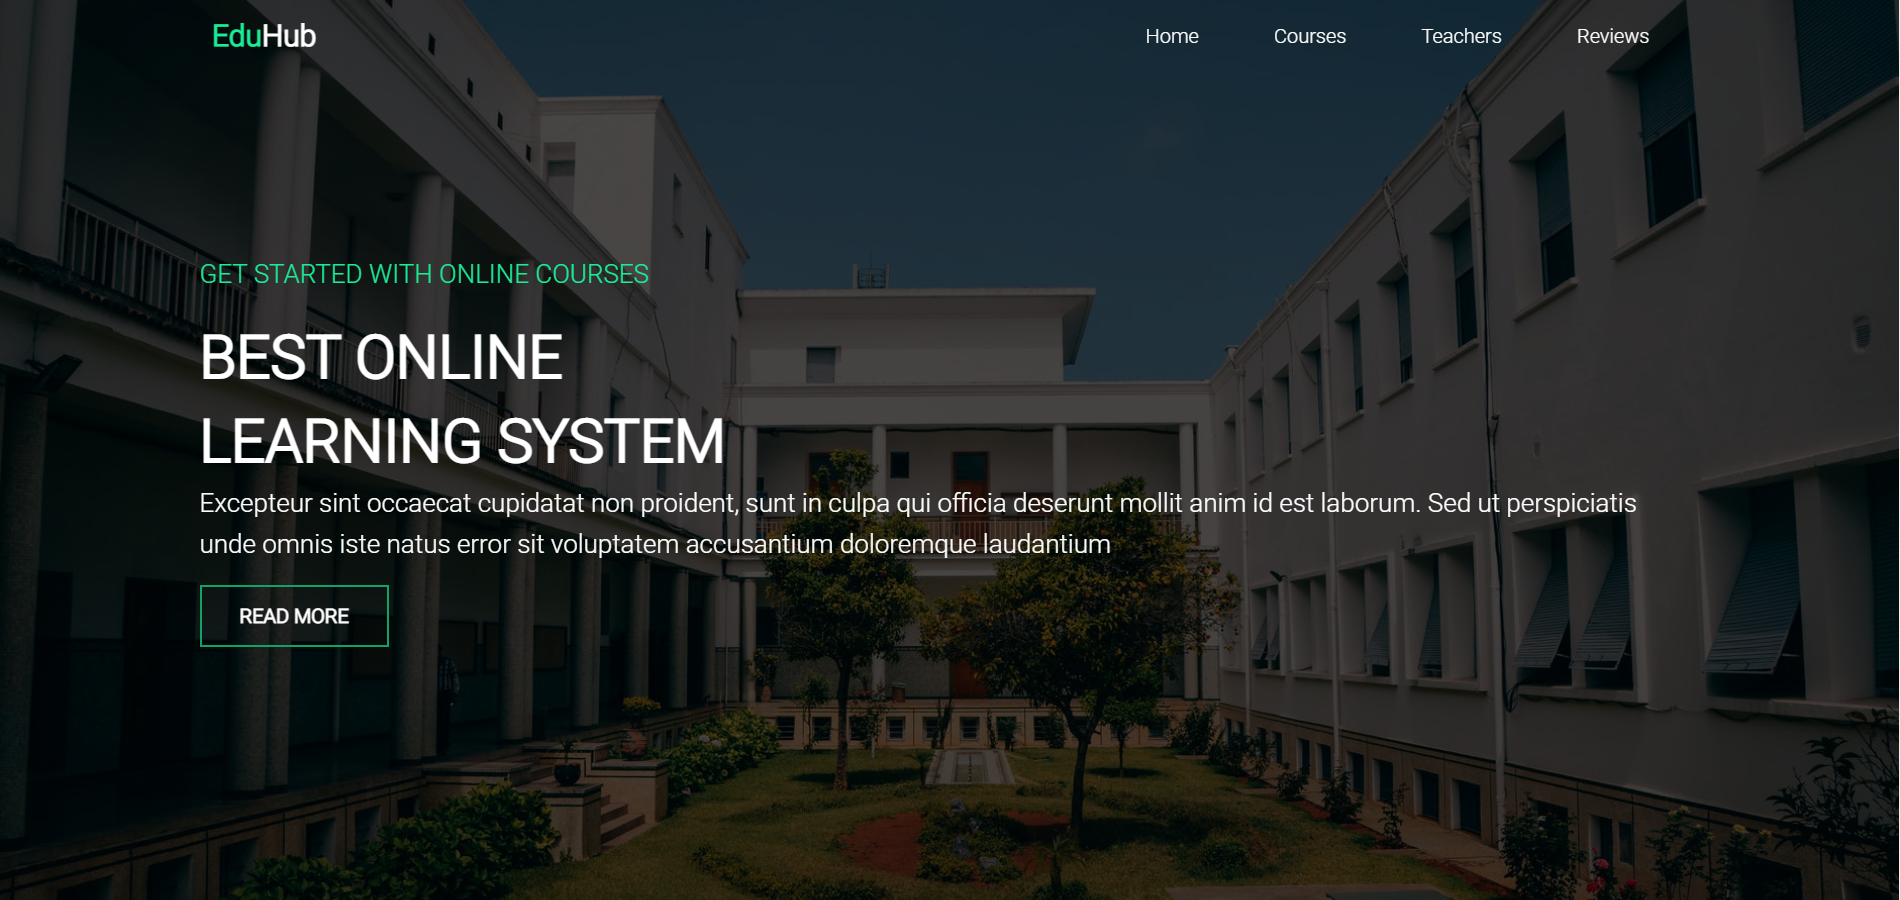 EduHub
Home Courses Teachers Reviews
GET STARTED WITH ONLINE COURSES
BEST ONLINE
LEARNING SYSTEM
Excepteur sint occaecat cupidatat non proident, sunt in culpa qui officia deserunt mollit anim id est laborum. Sed ut perspiciatis
unde omnis iste natus error sit voluptatem accusantium doloremque laudantium
READ MORE